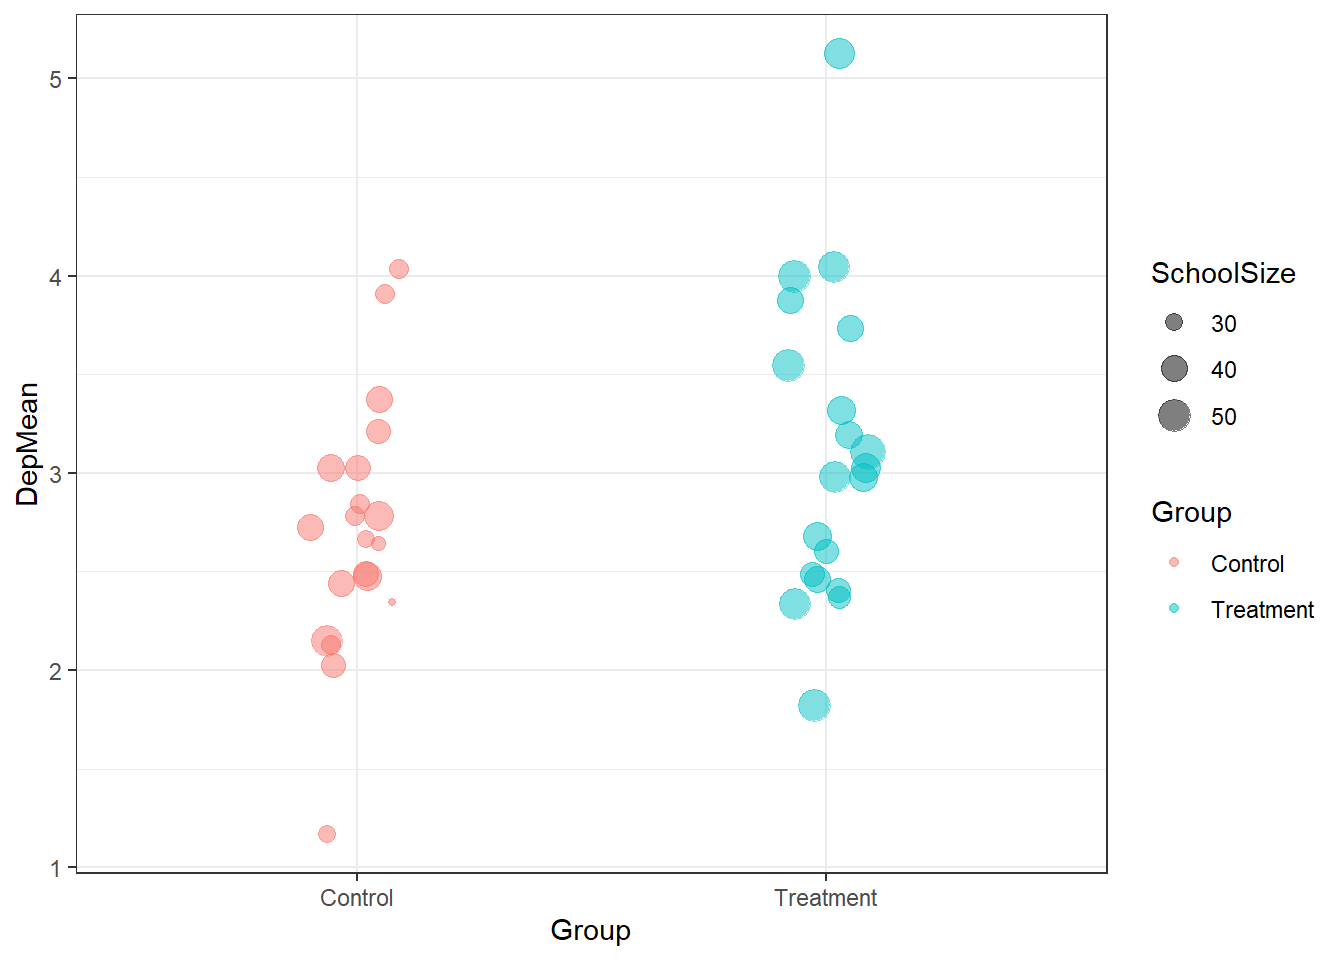 5
4
3
2
1
DepMean
Control
Treatment
Group
SchoolSize
30
40
50
Group
Control
Treatment